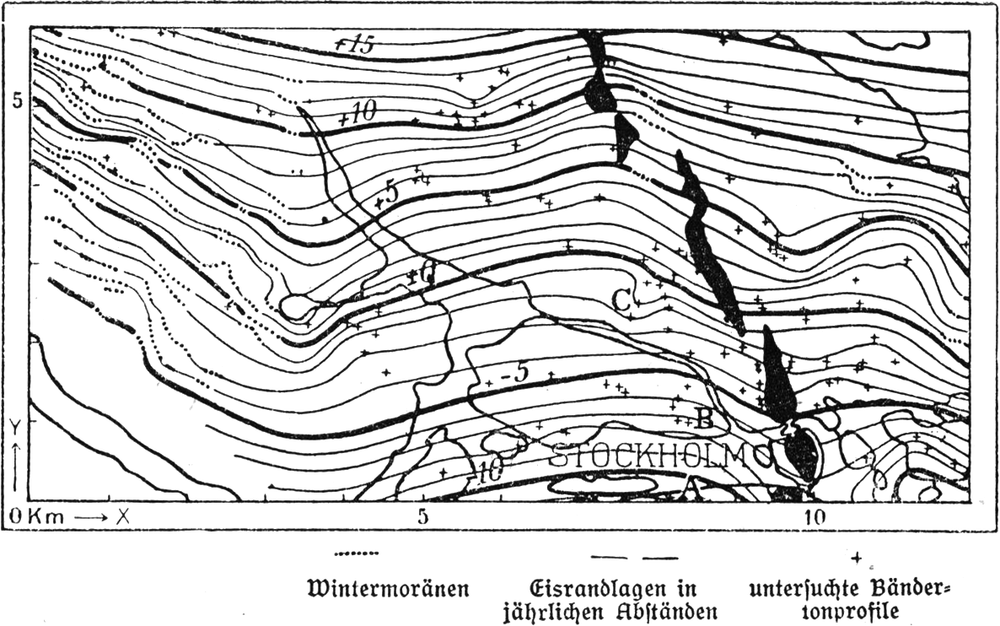 +15
5
+10
+5
±0
C
-5
B
Y
STOCKHOLM
-10
A
0 Km → X
5
10
Wintermoränen
Eisrandlagen in
jährlichen Abständen
untersuchte Bänder=
tonprofile